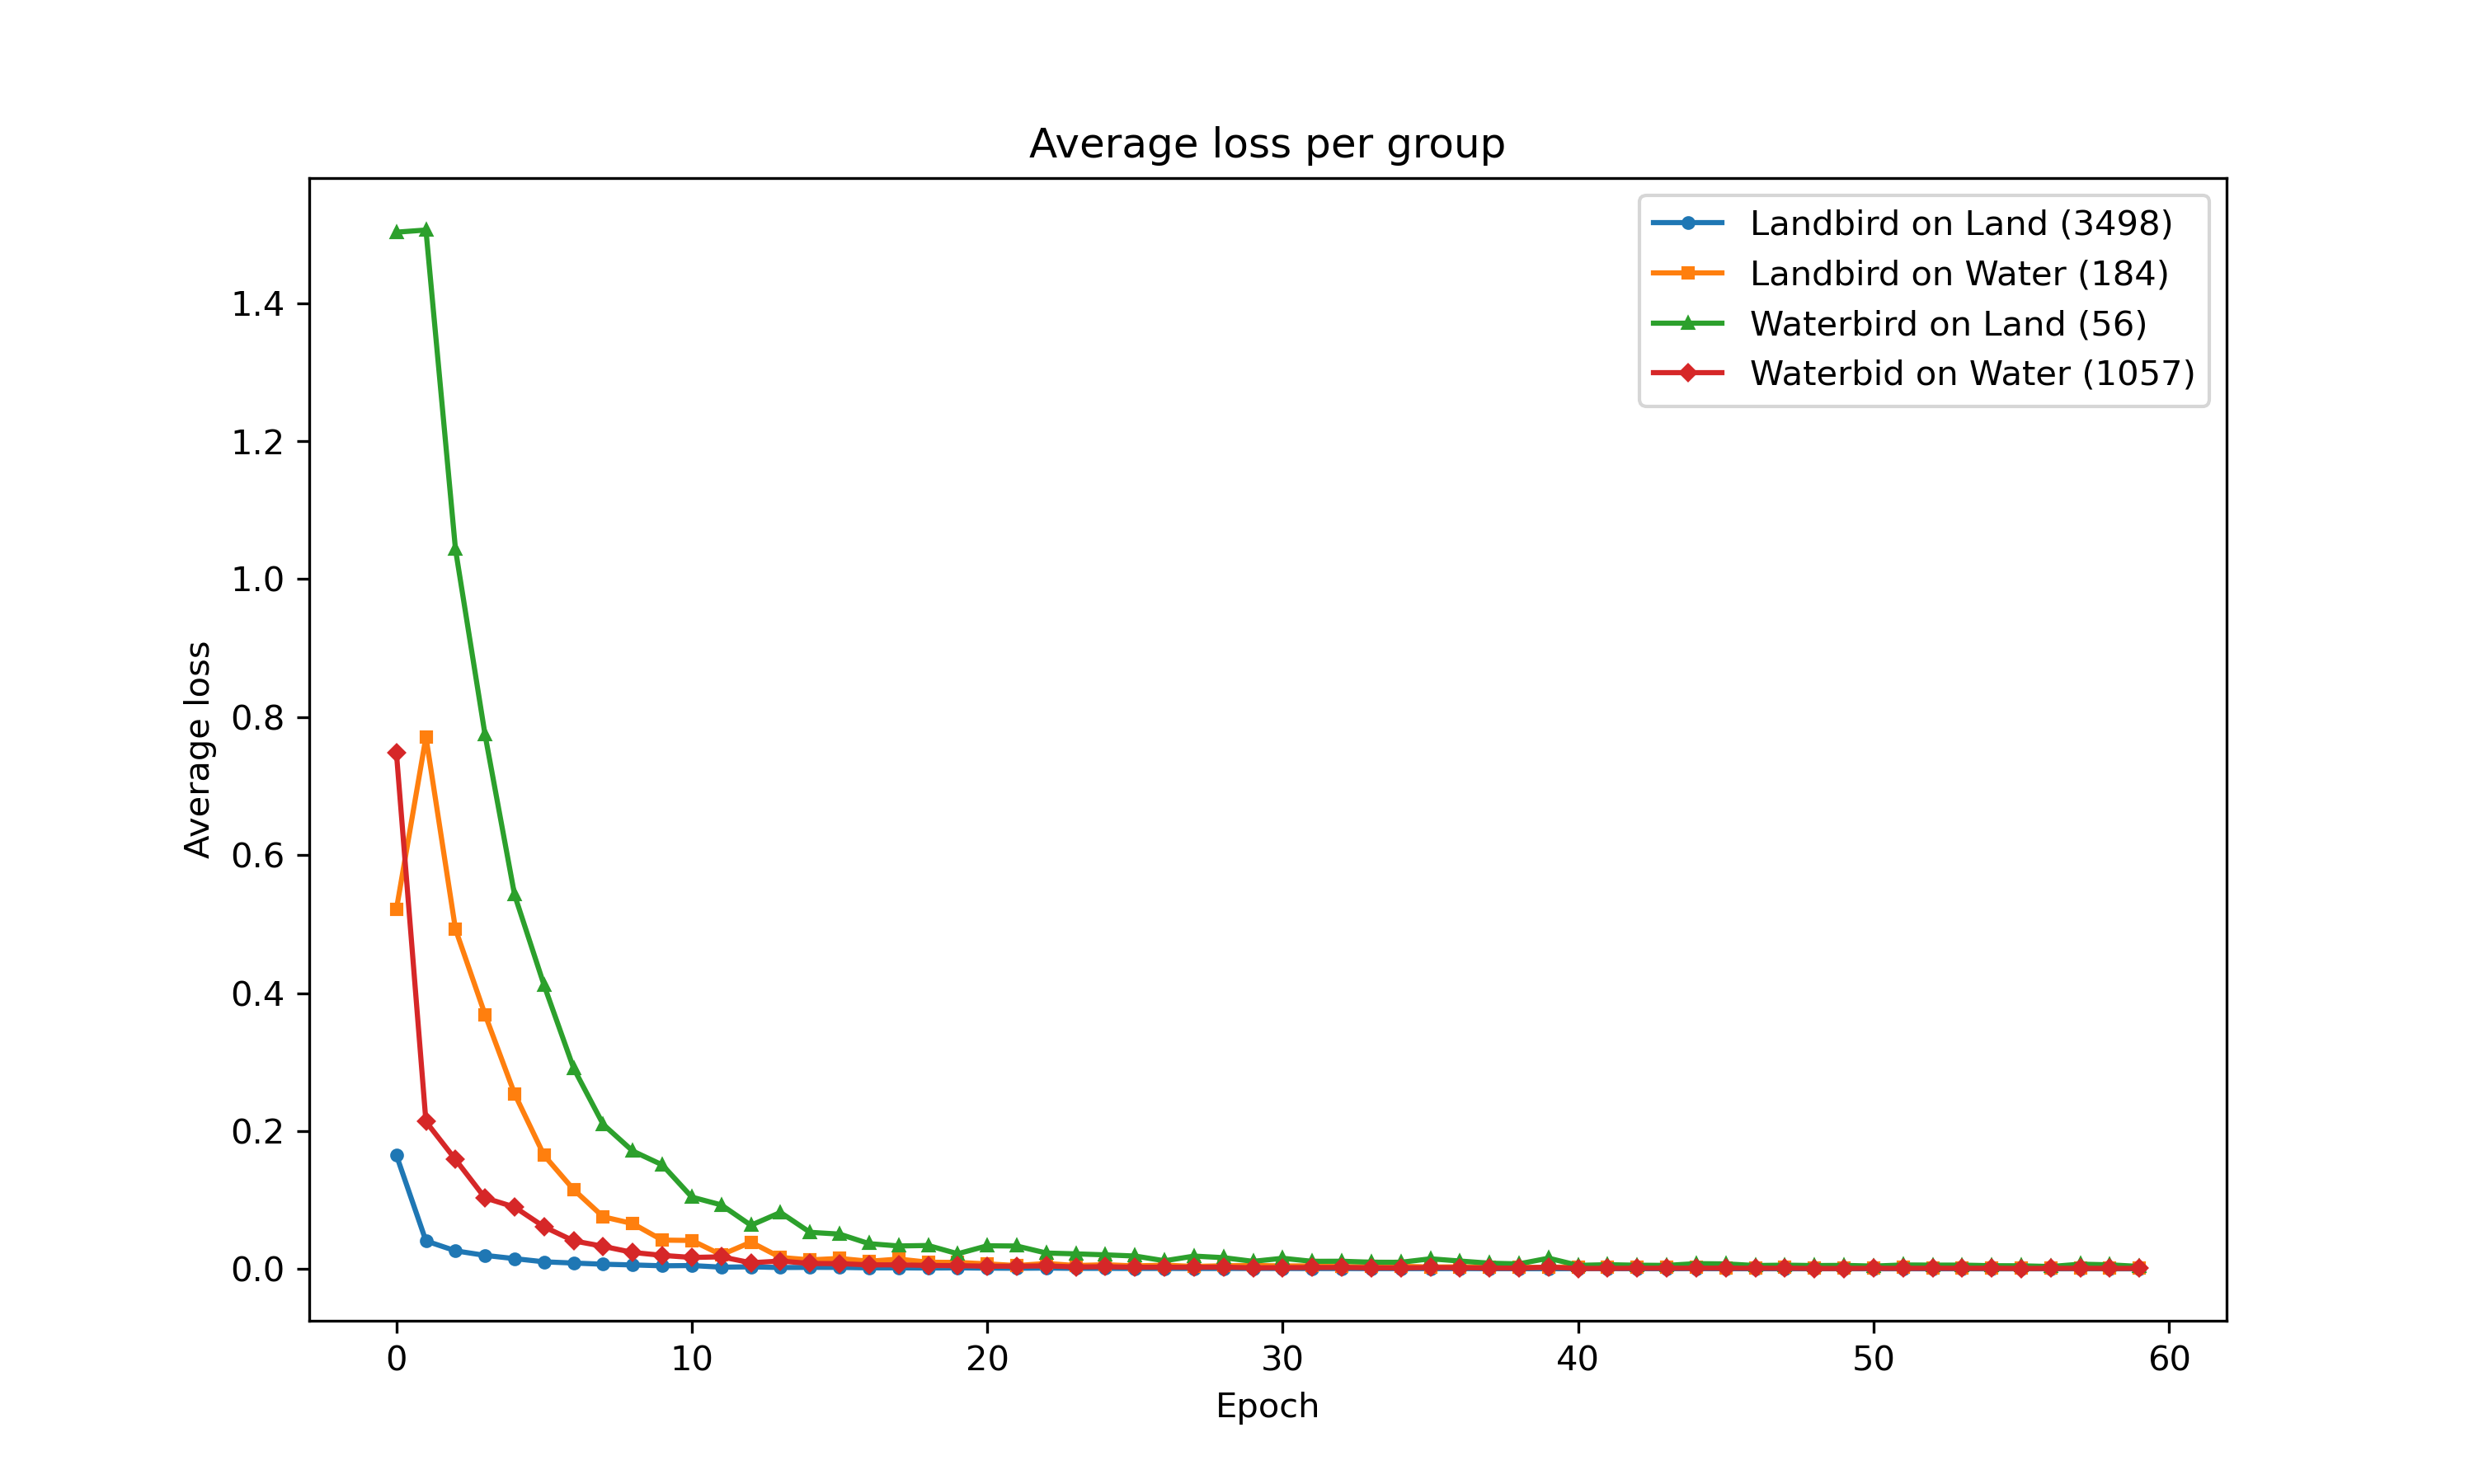 Average loss per group
Landbird on Land (3498)
Landbird on Water (184)
Waterbird on Land (56)
Waterbid on Water (1057)
1.4
1.2
1.0
0.8
0.6
0.4
0.2
0.0
Average loss
0 10 20 30 40 50 60
Epoch